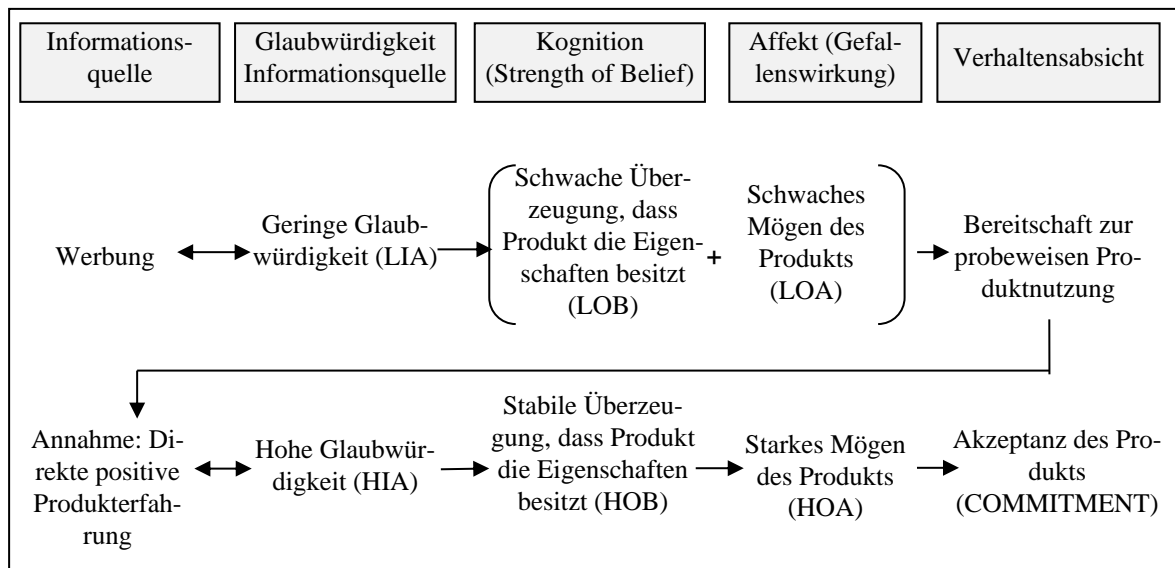 Informations-
quelle
Glaubwürdigkeit
Informationsquelle
Kognition
(Strength of Belief)
Affekt (Gefal-
lenswirkung)
Verhaltensabsicht
Werbung
Geringe Glaub-
würdigkeit (LIA)
Schwache Über-
zeugung, dass
Produkt die Eigen-
schaften besitzt
(LOB)
+
Schwaches
Mögen des
Produkts
(LOA)
Bereitschaft zur
probeweisen Pro-
duktnutzung
Annahme: Di-
rekte positive
Produkterfah-
rung
Hohe Glaubwür-
digkeit (HIA)
Stabile Überzeu-
gung, dass Produkt
die Eigenschaften
besitzt (HOB)
Starkes Mögen
des Produkts
(HOA)
Akzeptanz des Pro-
dukts
(COMMITMENT)